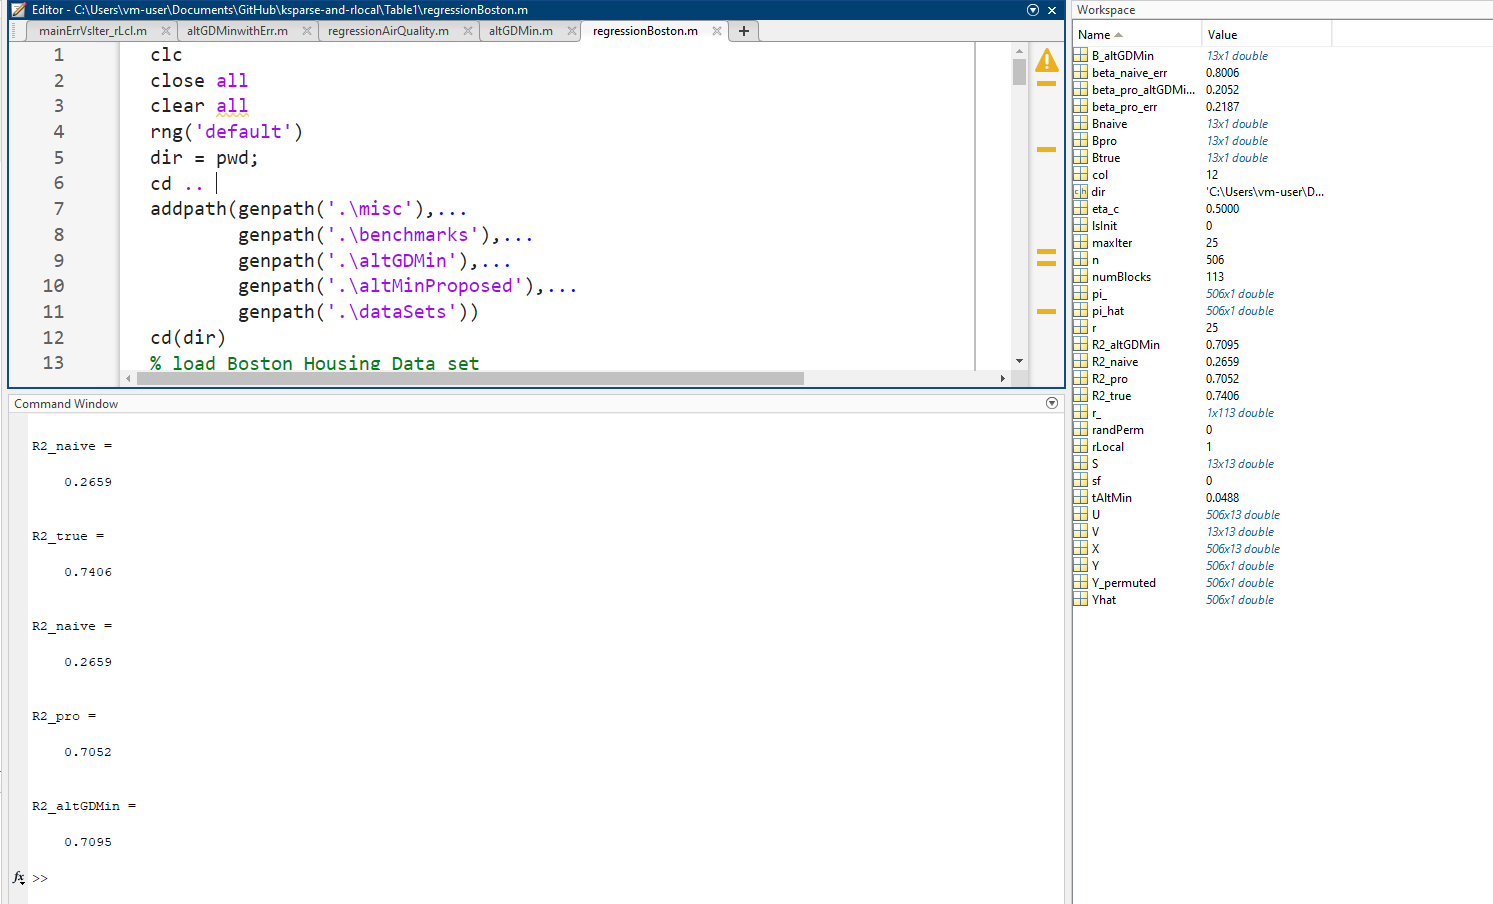 Editor - C:\Users\vm-user\Documents\GitHub\ksparse-and-rlocal\Table1\regressionBoston.m
mainErrVsIter_rLcl.m altGDMinwithErr.m regressionAirQuality.m altGDMin.m regressionBoston.m +
1 clc
2 close all
3 clear all
4 rng('default')
5 dir = pwd;
6 cd ..
7 addpath(genpath('.\misc'),...
8 genpath('.\benchmarks'),...
9 genpath('.\altGDMin'),...
10 genpath('.\altMinProposed'),...
11 genpath('.\dataSets'))
12 cd(dir)
13 % load Boston Housing Data set
Command Window
R2_naive =
0.2659
R2_true =
0.7406
R2_naive =
0.2659
R2_pro =
0.7052
R2_altGDMin =
0.7095
fx >>
Workspace
Name Value
B_altGDMin 13x1 double
beta_naive_err 0.8006
beta_pro_altGDMi... 0.2052
beta_pro_err 0.2187
Bnaive 13x1 double
Bpro 13x1 double
Btrue 13x1 double
col 12
dir 'C:\Users\vm-user\D...
eta_c 0.5000
IsInit 0
maxIter 25
n 506
numBlocks 113
pi_ 506x1 double
pi_hat 506x1 double
r 25
R2_altGDMin 0.7095
R2_naive 0.2659
R2_pro 0.7052
R2_true 0.7406
r_ 1x113 double
randPerm 0
rLocal 1
S 13x13 double
sf 0
tAltMin 0.0488
U 506x13 double
V 13x13 double
X 506x13 double
Y 506x1 double
Y_permuted 506x1 double
Yhat 506x1 double